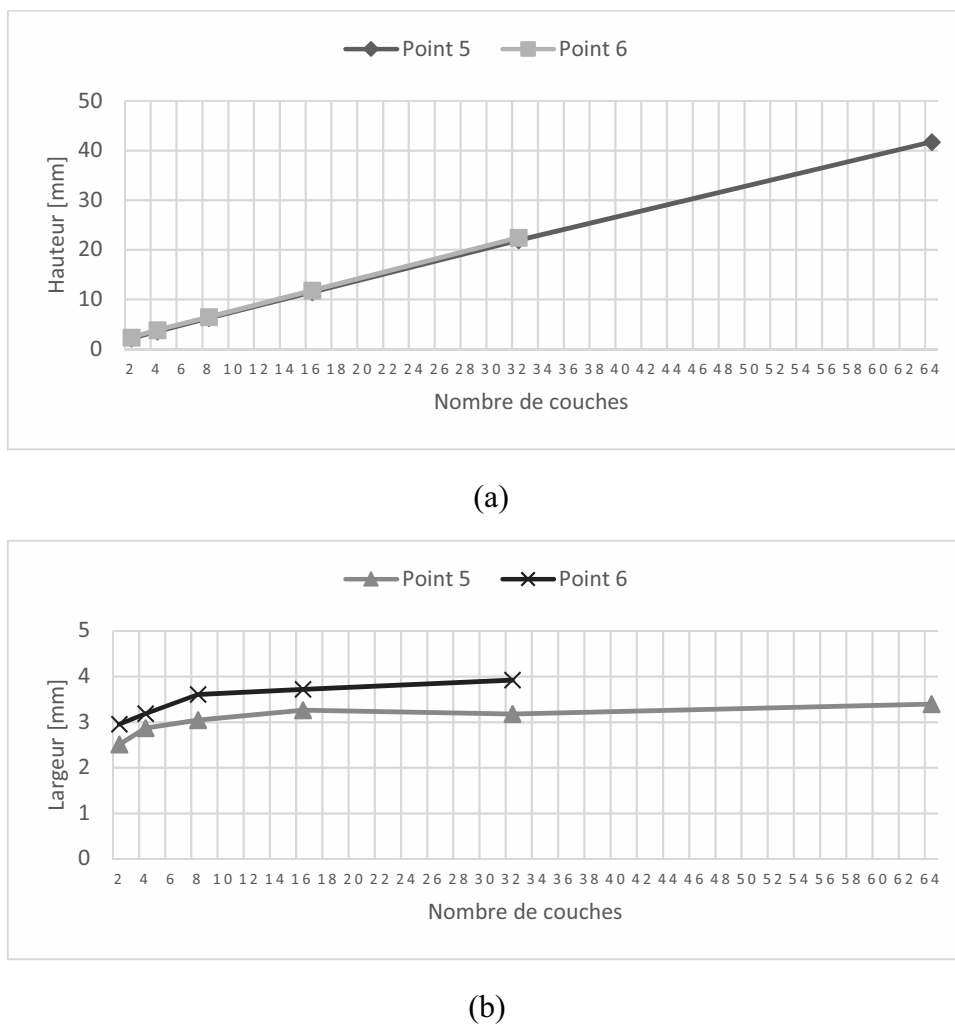 Point 5 Point 6
50
40
30
20
10
0
Hauteur [mm]
2 4 6 8 10 12 14 16 18 20 22 24 26 28 30 32 34 36 38 40 42 44 46 48 50 52 54 56 58 60 62 64
Nombre de couches
(a)
Point 5 Point 6
5
4
3
2
1
0
Largeur [mm]
2 4 6 8 10 12 14 16 18 20 22 24 26 28 30 32 34 36 38 40 42 44 46 48 50 52 54 56 58 60 62 64
Nombre de couches
(b)